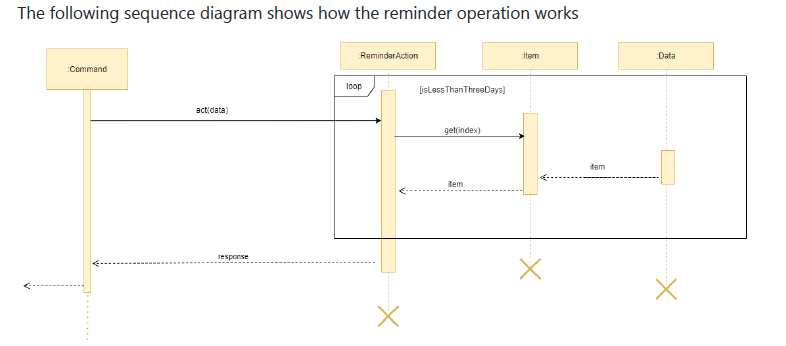 The following sequence diagram shows how the reminder operation works
:Command
:ReminderAction
:Item
:Data
loop
[isLessThanThreeDays]
act(data)
get(index)
item
item
response